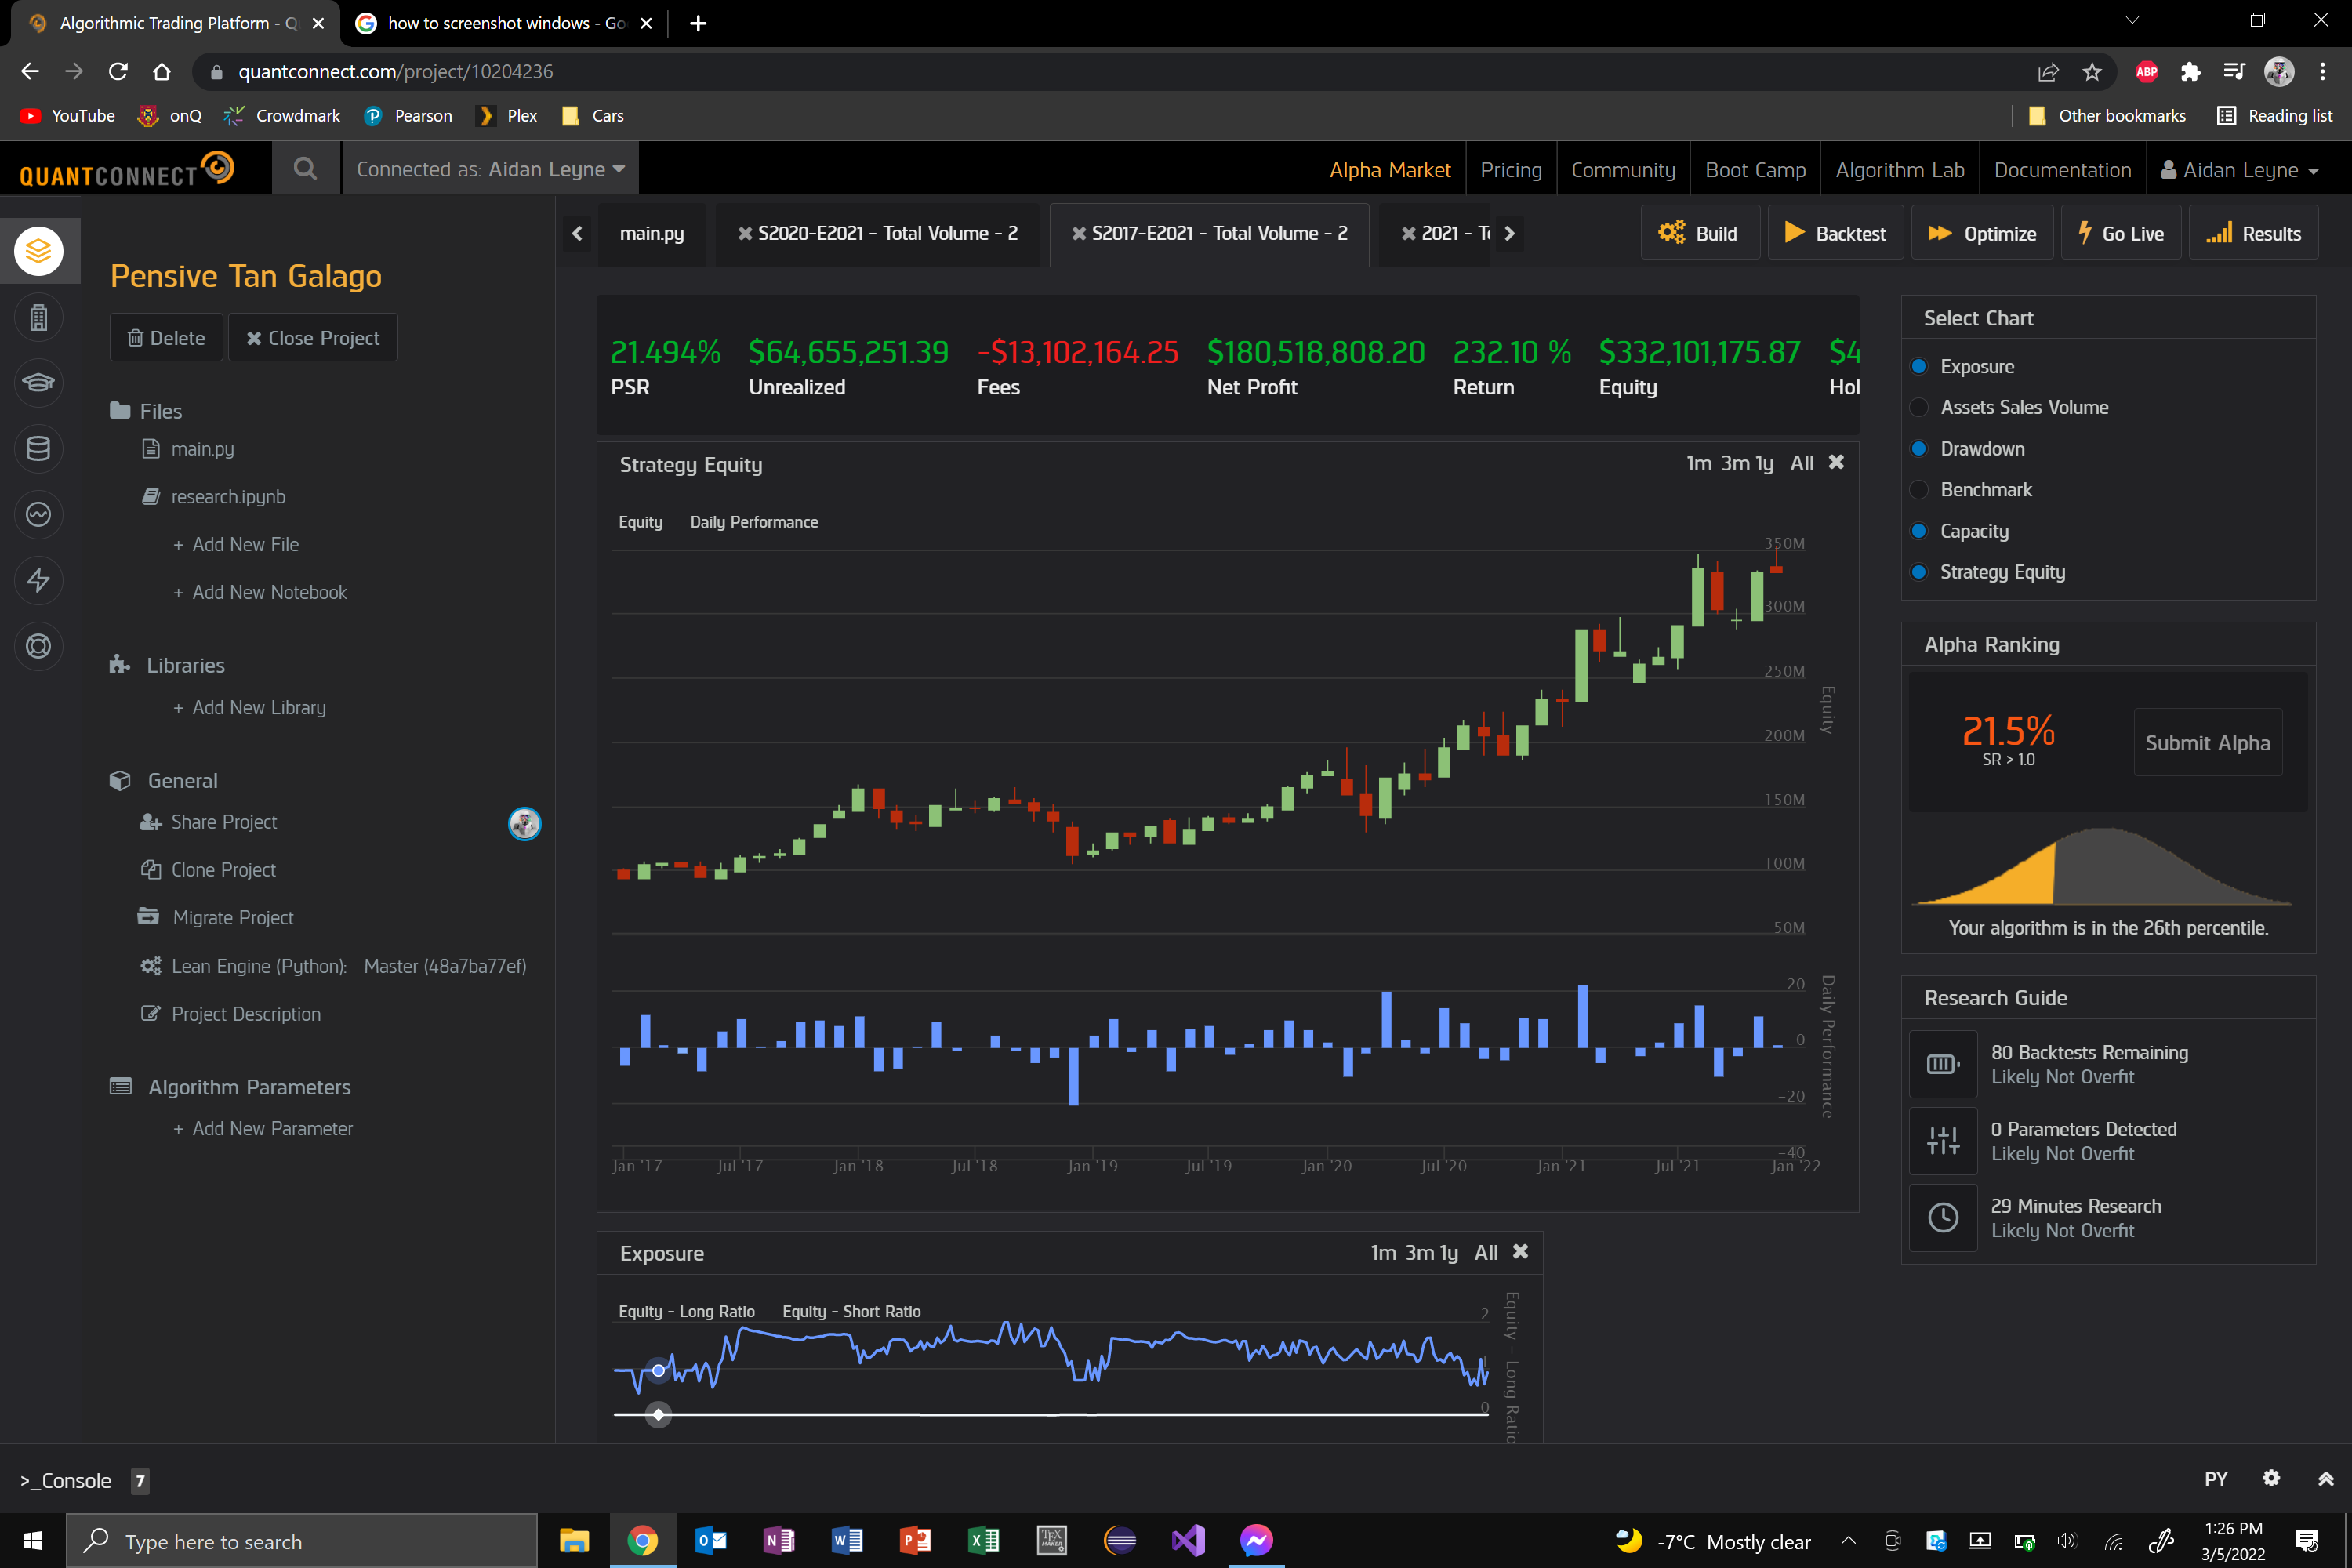 Algorithmic Trading Platform - Q
how to screenshot windows - Go
quantconnect.com/project/10204236
ABP
YouTube
onQ
Crowdmark
Pearson
Plex
Cars
Other bookmarks
Reading list
QUANTCONNECT
Connected as: Aidan Leyne
Alpha Market
Pricing
Community
Boot Camp
Algorithm Lab
Documentation
Aidan Leyne
Pensive Tan Galago
Delete
Close Project
Files
main.py
research.ipynb
+ Add New File
+ Add New Notebook
Libraries
+ Add New Library
General
Share Project
Clone Project
Migrate Project
Lean Engine (Python): Master (48a7ba77ef)
Project Description
Algorithm Parameters
+ Add New Parameter
main.py
S2020-E2021 - Total Volume - 2
S2017-E2021 - Total Volume - 2
2021 - T
Build
Backtest
Optimize
Go Live
Results
21.494% $64,655,251.39 -$13,102,164.25 $180,518,808.20 232.10 % $332,101,175.87 $4
PSR Unrealized Fees Net Profit Return Equity Hol
Strategy Equity
1m 3m 1y All
Equity Daily Performance
350M
300M
250M
200M
150M
100M
50M
Equity
20
0
-20
-40
Daily Performance
Jan '17 Jul '17 Jan '18 Jul '18 Jan '19 Jul '19 Jan '20 Jul '20 Jan '21 Jul '21 Jan '22
Exposure
1m 3m 1y All
Equity - Long Ratio Equity - Short Ratio
2
1
0
Equity - Long Ratio
Select Chart
Exposure
Assets Sales Volume
Drawdown
Benchmark
Capacity
Strategy Equity
Alpha Ranking
21.5%
SR > 1.0
Submit Alpha
Your algorithm is in the 26th percentile.
Research Guide
80 Backtests Remaining
Likely Not Overfit
0 Parameters Detected
Likely Not Overfit
29 Minutes Research
Likely Not Overfit
>_Console 7
PY
Type here to search
-7°C Mostly clear
1:26 PM
3/5/2022